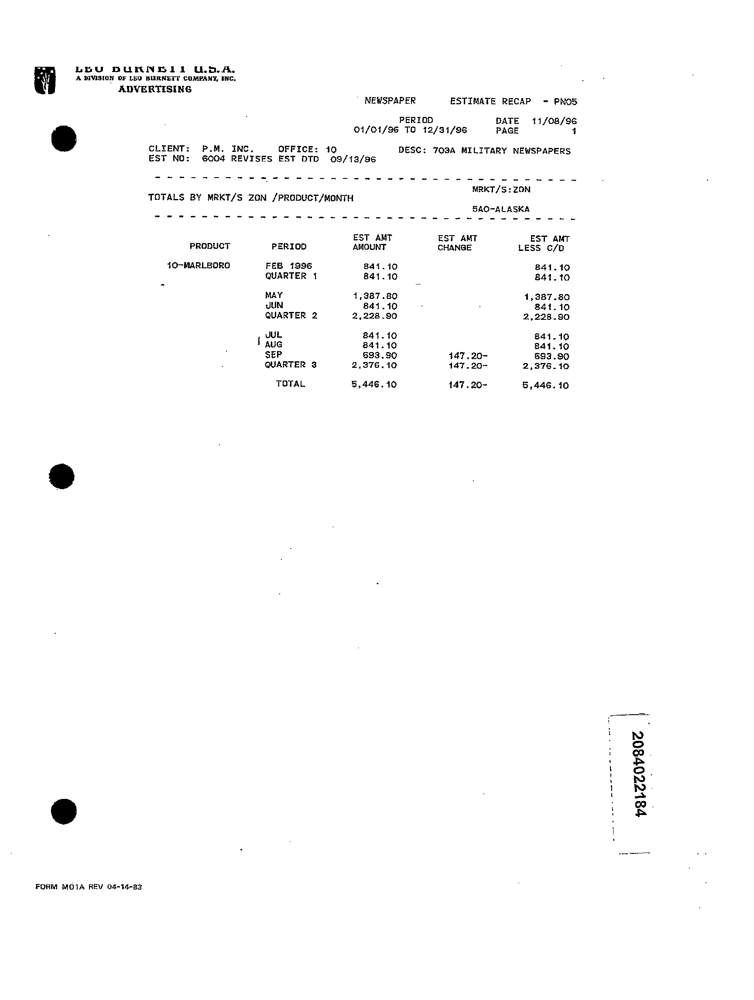 LEO BURNETT U.S.A.
A DIVISION OF LEO BURNETT COMPANY, INC.
ADVERTISING
NEWSPAPER ESTIMATE RECAP - PNO5
PERIOD DATE 11/08/96
01/01/96 TO 12/31/96 PAGE 1
CLIENT: P.M. INC. OFFICE: 10 DESC: 703A MILITARY NEWSPAPERS
EST NO: 6004 REVISES EST DTD 09/13/96
MRKT/S:ZON
TOTALS BY MRKT/S ZON /PRODUCT/MONTH
5AO-ALASKA
EST AMT EST AMT EST AMT
PRODUCT PERIOD AMOUNT CHANGE LESS C/D
10-MARLBORO FEB 1996 841.10 841.10
QUARTER 1 841.10 841.10
MAY 1,387.80 1,387.80
JUN 841.10 841.10
QUARTER 2 2,228.90 2,228.90
JUL 841.10 841.10
AUG 841.10 841.10
SEP 693.90 147.20- 693.90
QUARTER 3 2,376.10 147.20- 2,376.10
TOTAL 5,446.10 147.20- 5,446.10
2084022184
FORM M01A REV 04-14-83